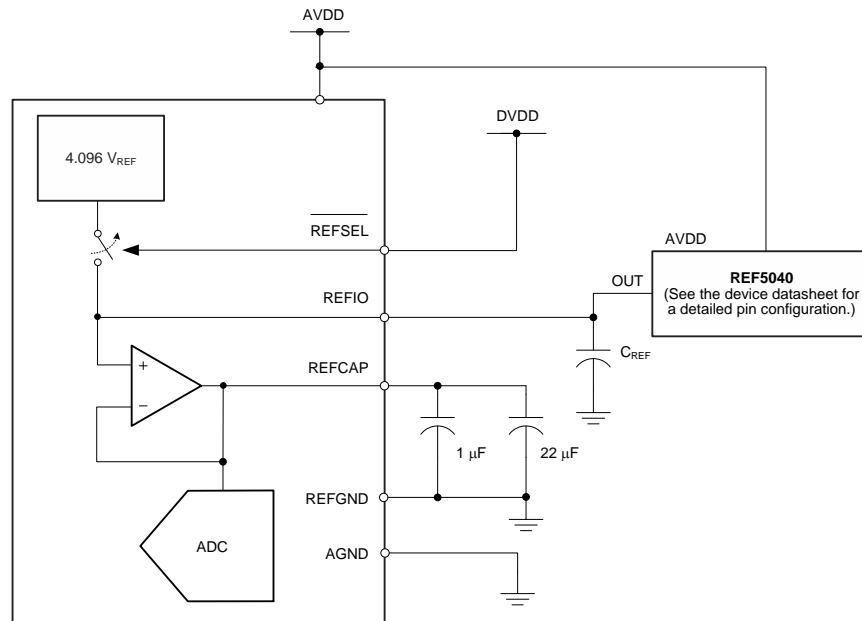 AVDD
DVDD
4.096 VREF
REFSEL
AVDD
REF5040
(See the device datasheet for
a detailed pin configuration.)
OUT
REFIO
CREF
+
REFCAP
−
1 μF
22 μF
REFGND
ADC
AGND